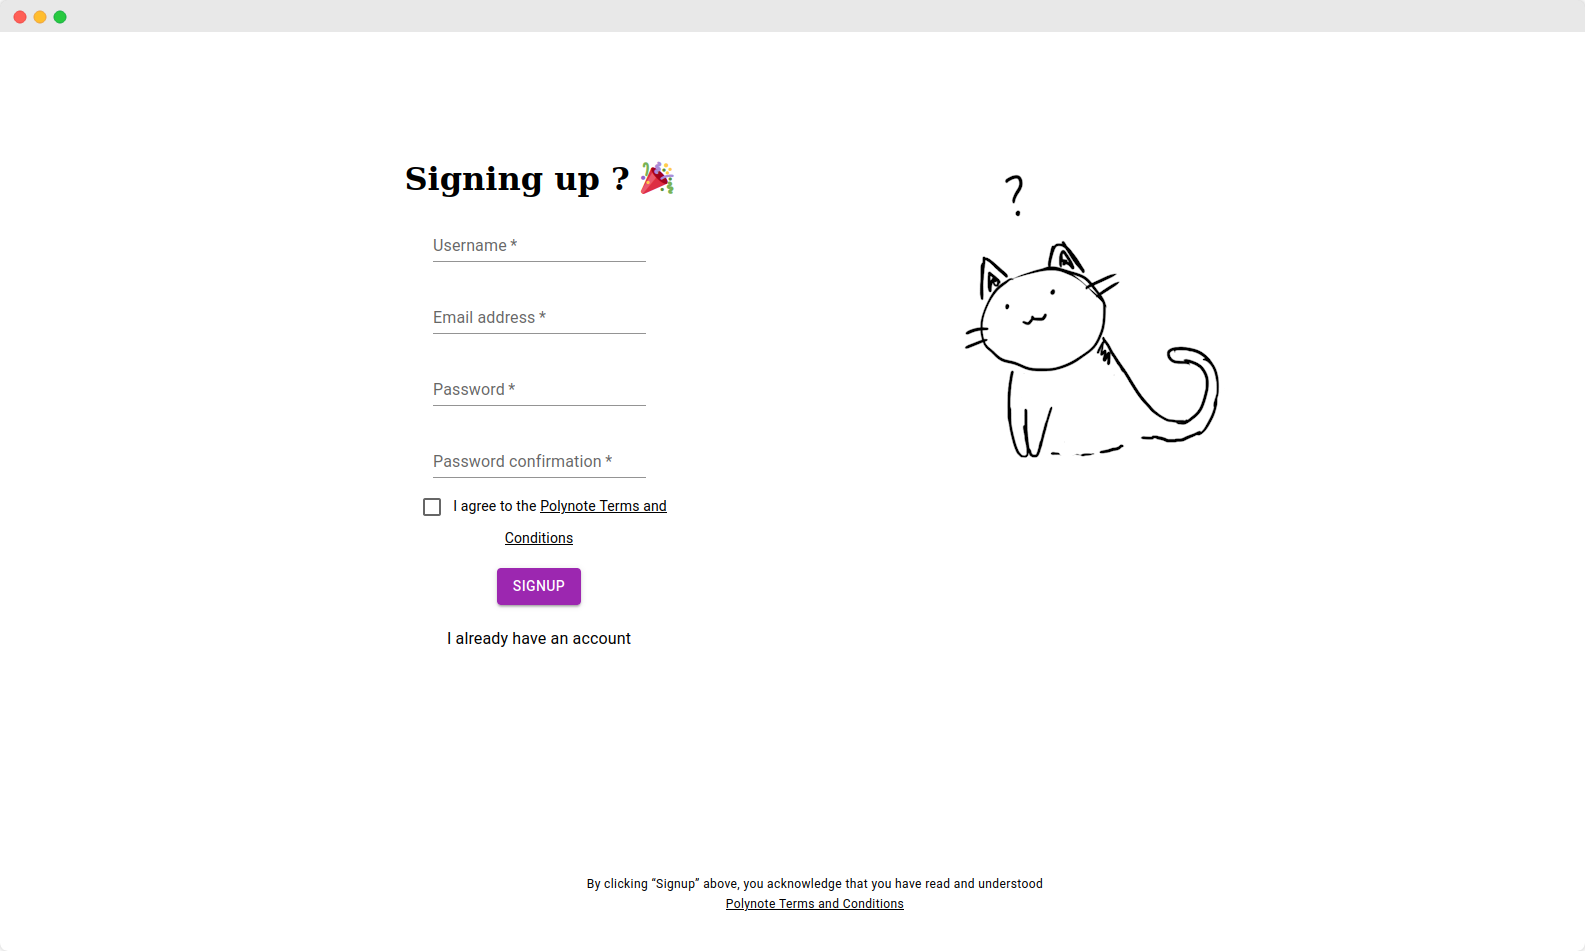 Signing up ? 🎉
?
Username *
Email address *
Password *
Password confirmation *
I agree to the Polynote Terms and
Conditions
SIGNUP
I already have an account
By clicking “Signup” above, you acknowledge that you have read and understood
Polynote Terms and Conditions